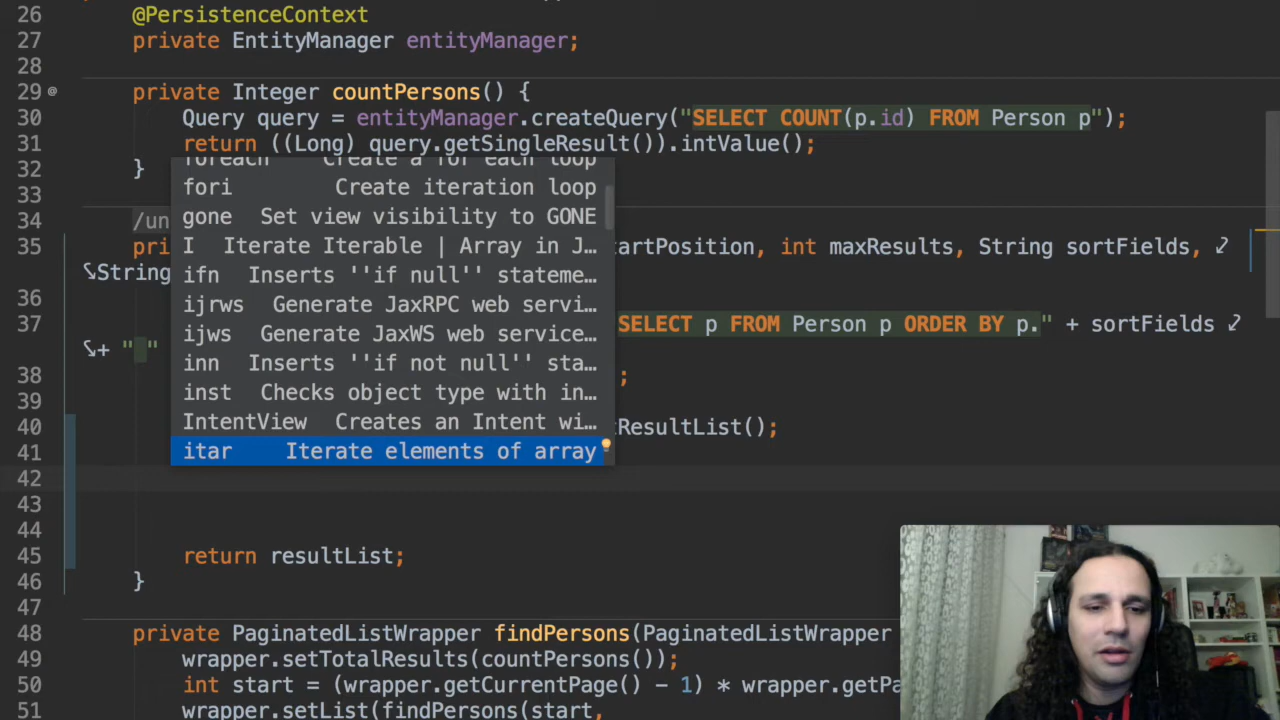 26 @PersistenceContext
27 private EntityManager entityManager;
28
29 @ private Integer countPersons() {
30 Query query = entityManager.createQuery("SELECT COUNT(p.id) FROM Person p");
31 return ((Long) query.getSingleResult()).intValue();
32 }
33
34 /un
35 pri
artPosition, int maxResults, String sortFields,
String
36
37 SELECT p FROM Person p ORDER BY p." + sortFields
+ " "
38 ;
39
40 tResultList();
41
42
43
44
45 return resultList;
46 }
47
48 private PaginatedListWrapper findPersons(PaginatedListWrapper
49 wrapper.setTotalResults(countPersons());
50 int start = (wrapper.getCurrentPage() - 1) * wrapper.getPa
51 wrapper.setList(findPersons(start,
foreach Create a for each loop
fori Create iteration loop
gone Set view visibility to GONE
I Iterate Iterable | Array in J…
ifn Inserts ''if null'' stateme…
ijrws Generate JaxRPC web servi…
ijws Generate JaxWS web service…
inn Inserts ''if not null'' sta…
inst Checks object type with in…
IntentView Creates an Intent wi…
itar Iterate elements of array